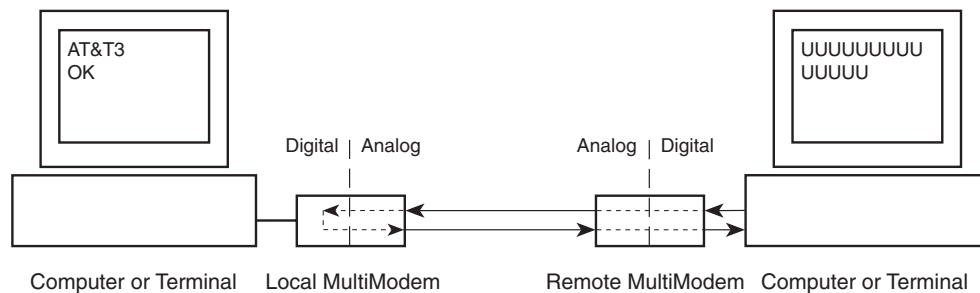 AT&T3
OK
UUUUUUUUU
UUUUU
Digital | Analog
Analog | Digital
Computer or Terminal
Local MultiModem
Remote MultiModem
Computer or Terminal